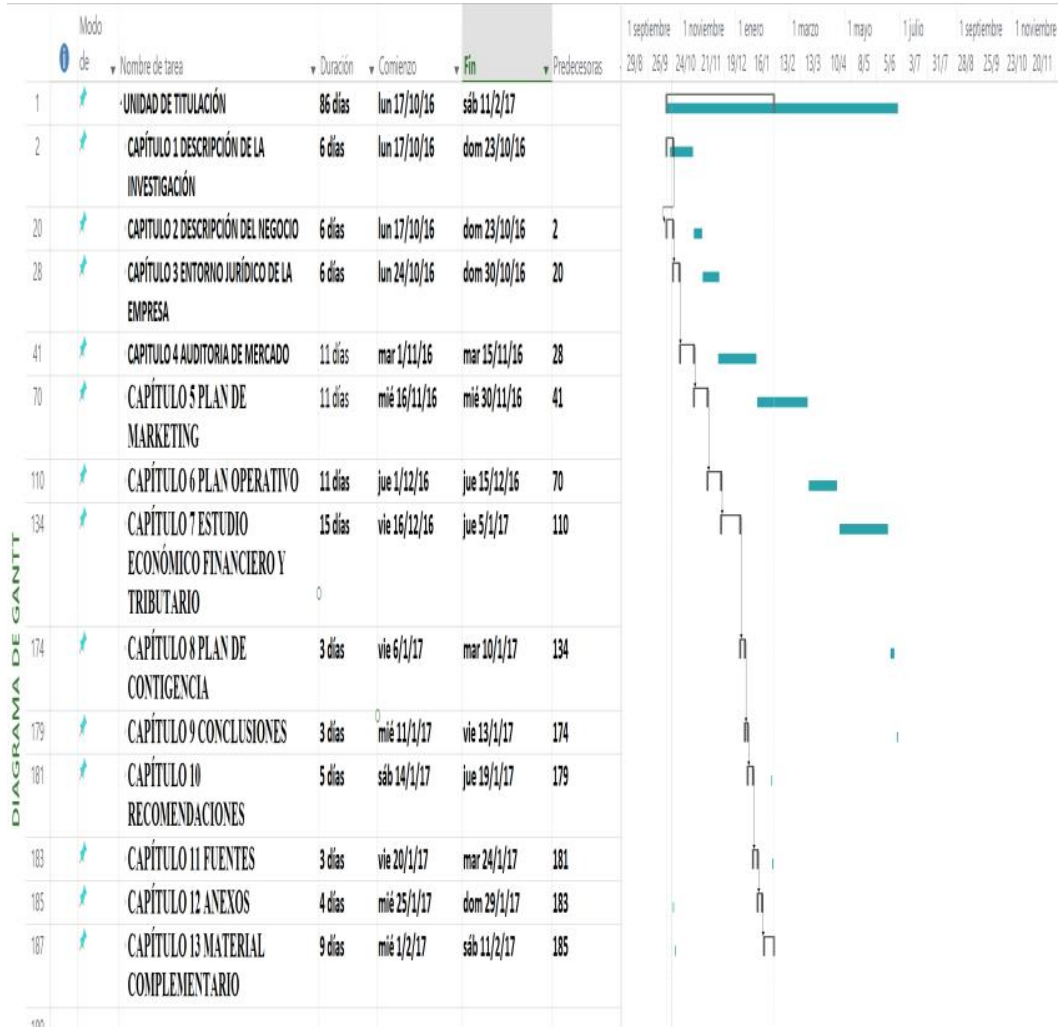 DIAGRAMA DE GANTT
Modo
de
Nombre de tarea Duración Comienzo Fin Predecesoras
1 septiembre 1 noviembre 1 enero 1 marzo 1 mayo 1 julio 1 septiembre 1 noviembre
29/8 26/9 24/10 21/11 19/12 16/1 13/2 13/3 10/4 8/5 5/6 3/7 31/7 28/8 25/9 23/10 20/11
1 UNIDAD DE TITULACIÓN 86 días lun 17/10/16 sáb 11/2/17
2 CAPÍTULO 1 DESCRIPCIÓN DE LA 6 días lun 17/10/16 dom 23/10/16
INVESTIGACIÓN
20 CAPITULO 2 DESCRIPCIÓN DEL NEGOCIO 6 días lun 17/10/16 dom 23/10/16 2
28 CAPÍTULO 3 ENTORNO JURÍDICO DE LA 6 días lun 24/10/16 dom 30/10/16 20
EMPRESA
41 CAPITULO 4 AUDITORIA DE MERCADO 11 días mar 1/11/16 mar 15/11/16 28
70 CAPÍTULO 5 PLAN DE 11 días mié 16/11/16 mié 30/11/16 41
MARKETING
110 CAPÍTULO 6 PLAN OPERATIVO 11 días jue 1/12/16 jue 15/12/16 70
134 CAPÍTULO 7 ESTUDIO 15 días vie 16/12/16 jue 5/1/17 110
ECONÓMICO FINANCIERO Y
TRIBUTARIO
174 CAPÍTULO 8 PLAN DE 3 días vie 6/1/17 mar 10/1/17 134
CONTIGENCIA
179 CAPÍTULO 9 CONCLUSIONES 3 días mié 11/1/17 vie 13/1/17 174
181 CAPÍTULO 10 5 días sáb 14/1/17 jue 19/1/17 179
RECOMENDACIONES
183 CAPÍTULO 11 FUENTES 3 días vie 20/1/17 mar 24/1/17 181
185 CAPÍTULO 12 ANEXOS 4 días mié 25/1/17 dom 29/1/17 183
187 CAPÍTULO 13 MATERIAL 9 días mié 1/2/17 sáb 11/2/17 185
COMPLEMENTARIO